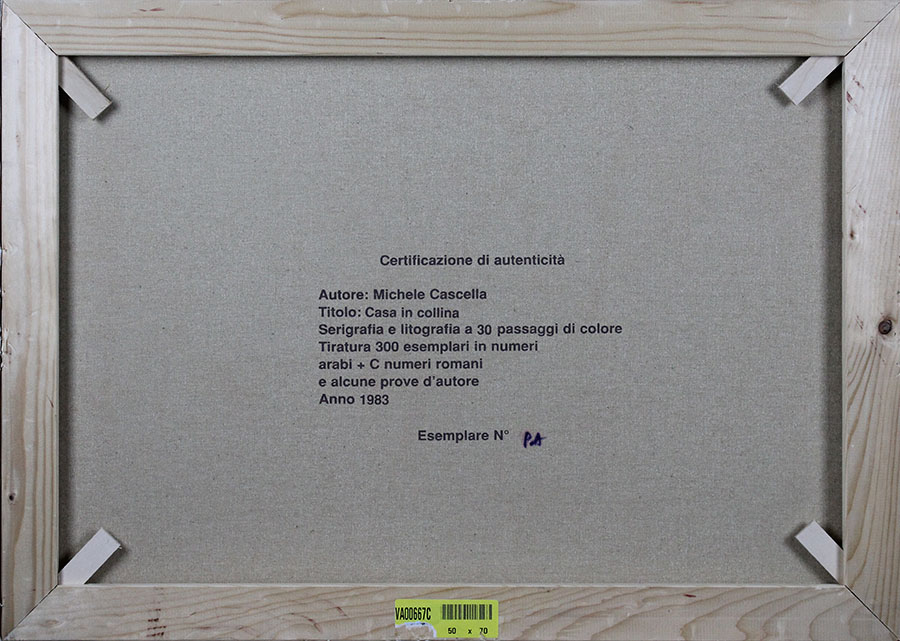 Certificazione di autenticità
Autore: Michele Cascella
Titolo: Casa in collina
Serigrafia e litografia a 30 passaggi di colore
Tiratura 300 esemplari in numeri
arabi + C numeri romani
e alcune prove d'autore
Anno 1983
Esemplare N° PA
VA00667C
50 x 70